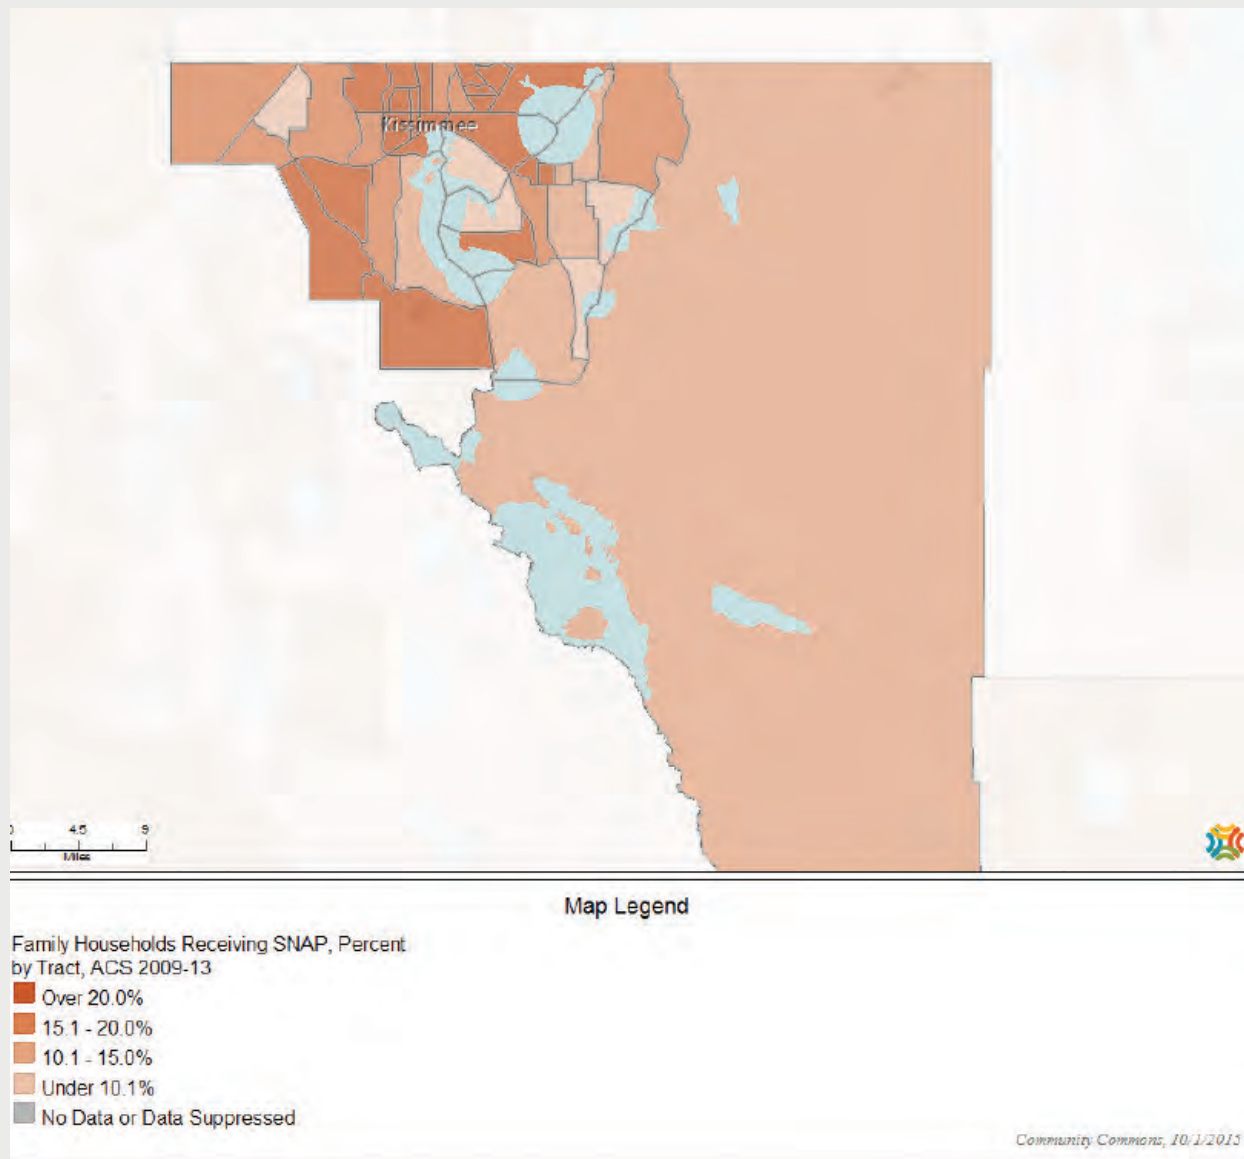 Kissimmee
4.5 9
Miles
Map Legend
Family Households Receiving SNAP, Percent
by Tract, ACS 2009-13
Over 20.0%
15.1 - 20.0%
10.1 - 15.0%
Under 10.1%
No Data or Data Suppressed
Community Commons, 10/1/2015